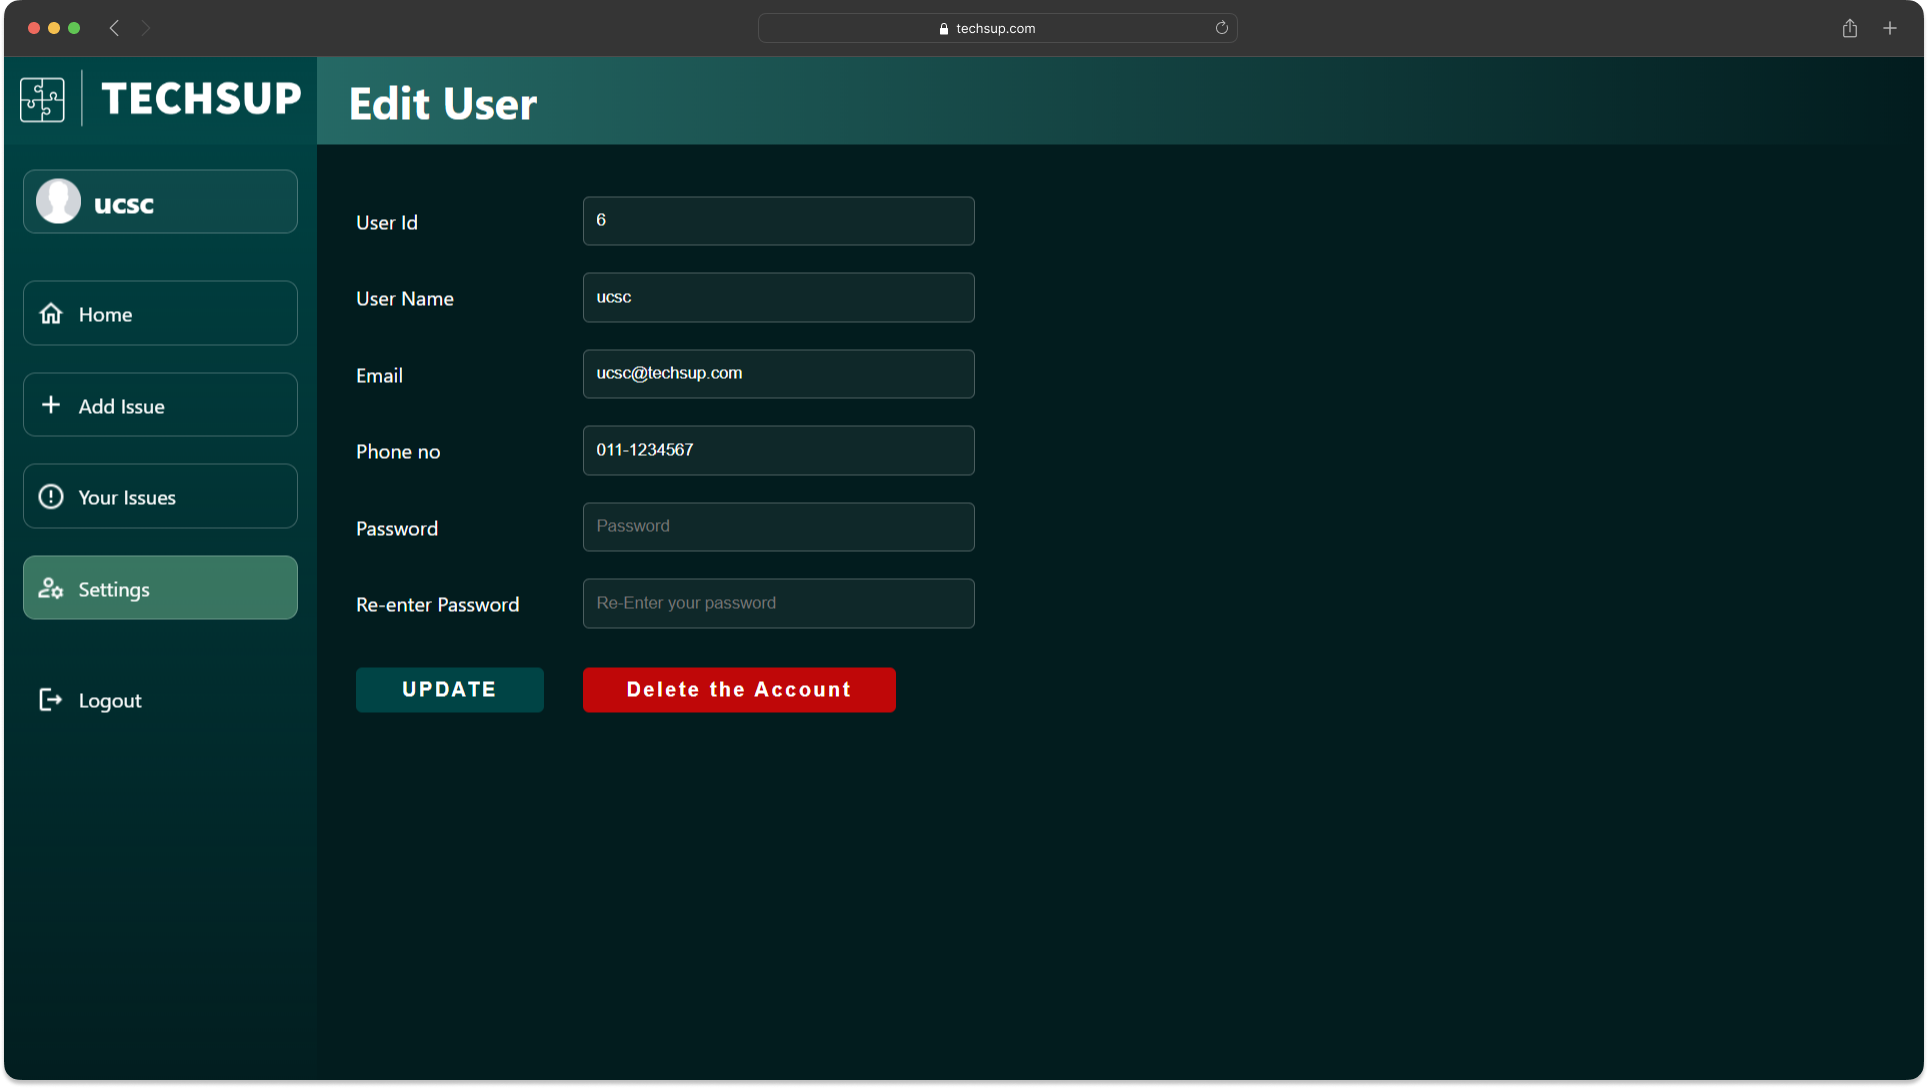 techsup.com
TECHSUP
Edit User
ucsc
Home
Add Issue
Your Issues
Settings
Logout
User Id
6
User Name
ucsc
Email
ucsc@techsup.com
Phone no
011-1234567
Password
Password
Re-enter Password
Re-Enter your password
UPDATE
Delete the Account